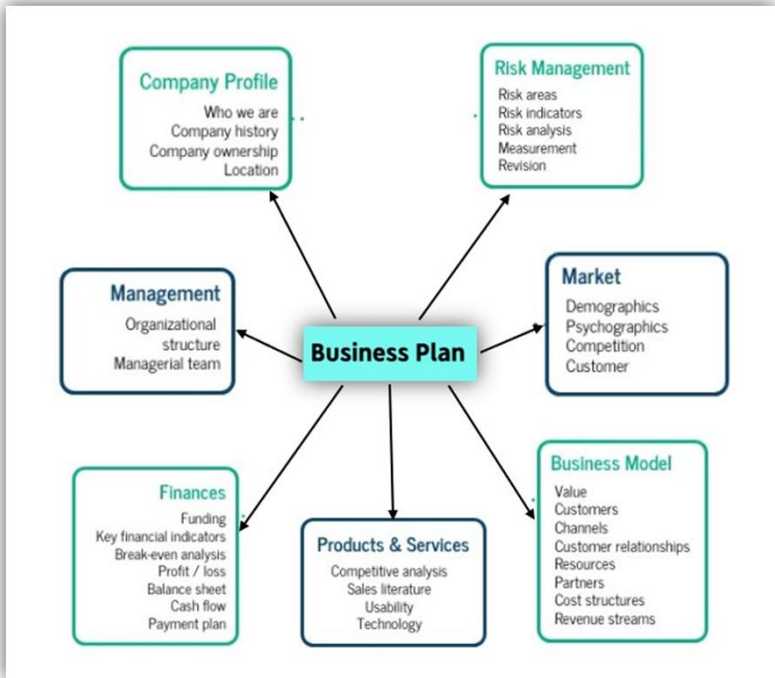 Company Profile
Who we are
Company history
Company ownership
Location
Risk Management
Risk areas
Risk indicators
Risk analysis
Measurement
Revision
Management
Organizational
structure
Managerial team
Business Plan
Market
Demographics
Psychographics
Competition
Customer
Finances
Funding
Key financial indicators
Break-even analysis
Profit / loss
Balance sheet
Cash flow
Payment plan
Products & Services
Competitive analysis
Sales literature
Usability
Technology
Business Model
Value
Customers
Channels
Customer relationships
Resources
Partners
Cost structures
Revenue streams